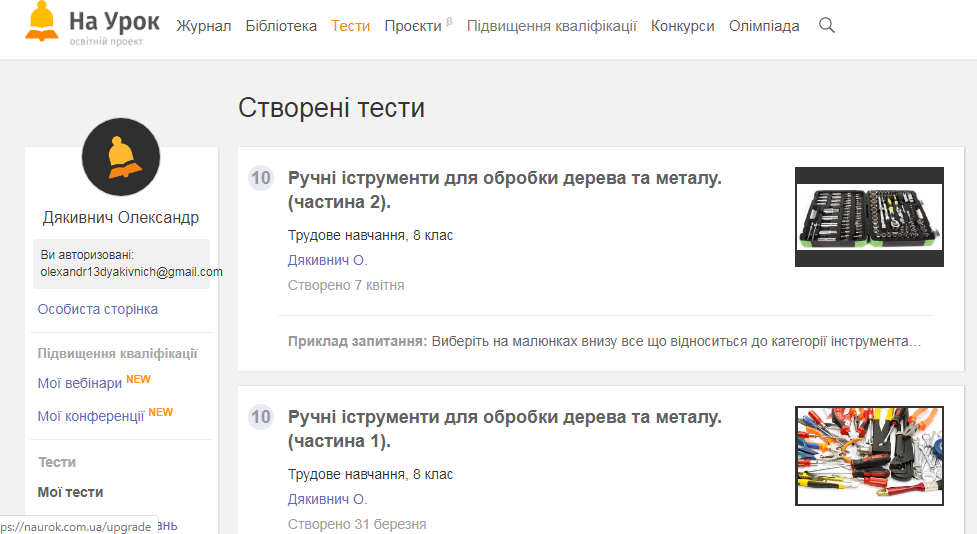 На Урок
освітній проект
Журнал Бібліотека Тести Проєкти β Підвищення кваліфікації Конкурси Олімпіада
Створені тести
Дякивнич Олександр
Ви авторизовані:
olexandr13dyakivnich@gmail.com
Особиста сторінка
Підвищення кваліфікації
Мої вебінари NEW
Мої конференції NEW
Тести
Мої тести
ps://naurok.com.ua/upgrade
10
Ручні іструменти для обробки дерева та металу.
(частина 2).
Трудове навчання, 8 клас
Дякивнич О.
Створено 7 квітня
Приклад запитання: Виберіть на малюнках внизу все що відноситься до категорії інструмента...
10
Ручні іструменти для обробки дерева та металу.
(частина 1).
Трудове навчання, 8 клас
Дякивнич О.
Створено 31 березня